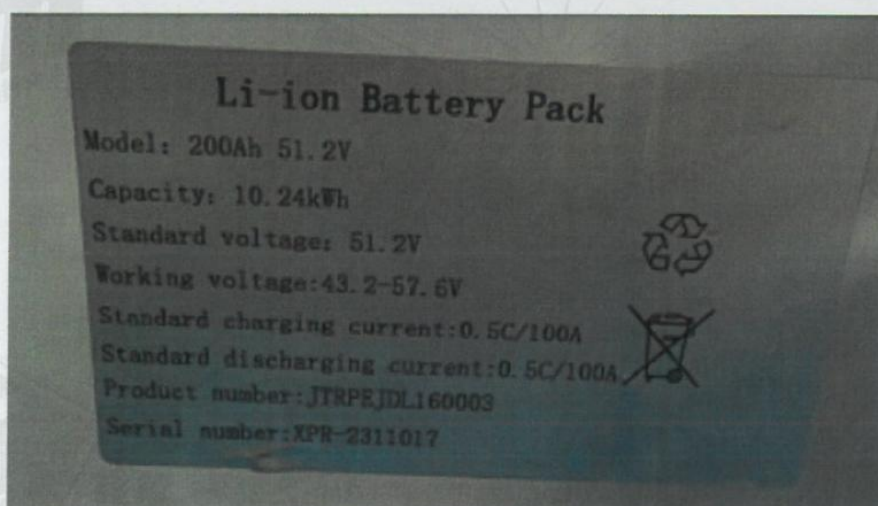 Li-ion Battery Pack
Model: 200Ah 51.2V
Capacity: 10.24kWh
Standard voltage: 51.2V
Working voltage:43.2-57.6V
Standard charging current:0.5C/100A
Standard discharging current:0.5C/100A
Product number:JTRPEJDL160003
Serial number:XPR-2311017